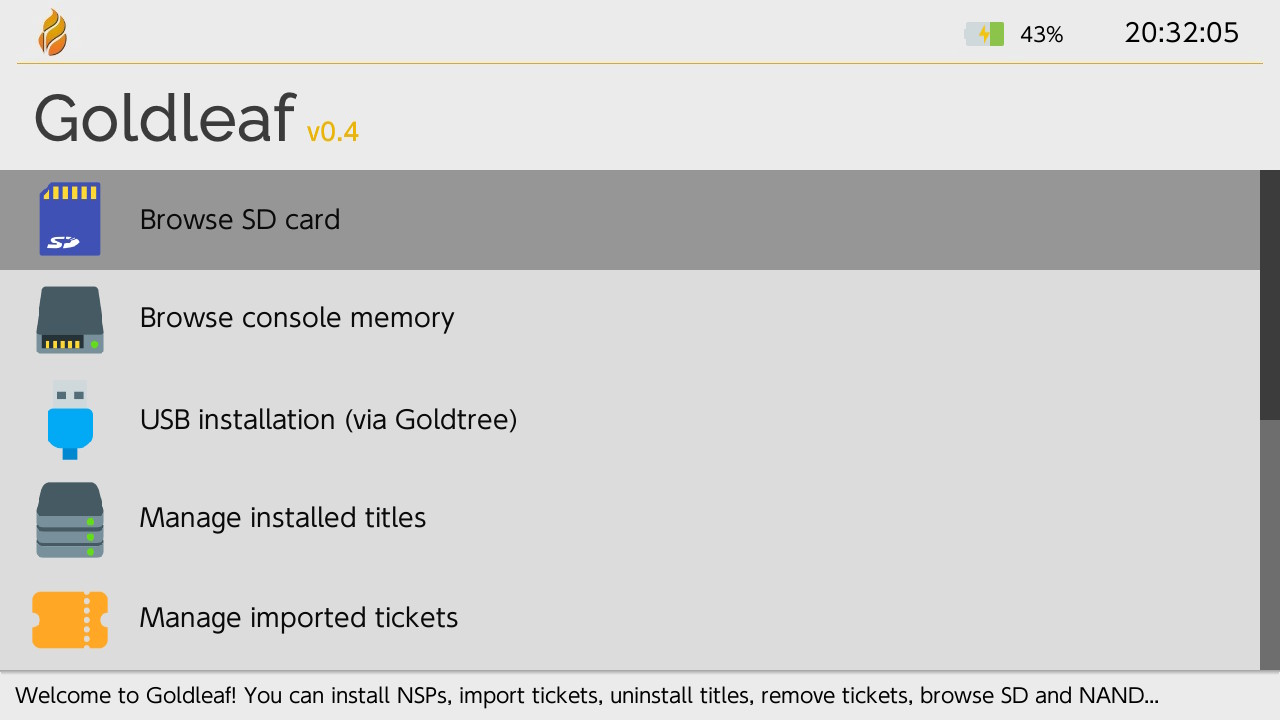 43% 20:32:05
Goldleaf v0.4
Browse SD card
Browse console memory
USB installation (via Goldtree)
Manage installed titles
Manage imported tickets
Welcome to Goldleaf! You can install NSPs, import tickets, uninstall titles, remove tickets, browse SD and NAND...